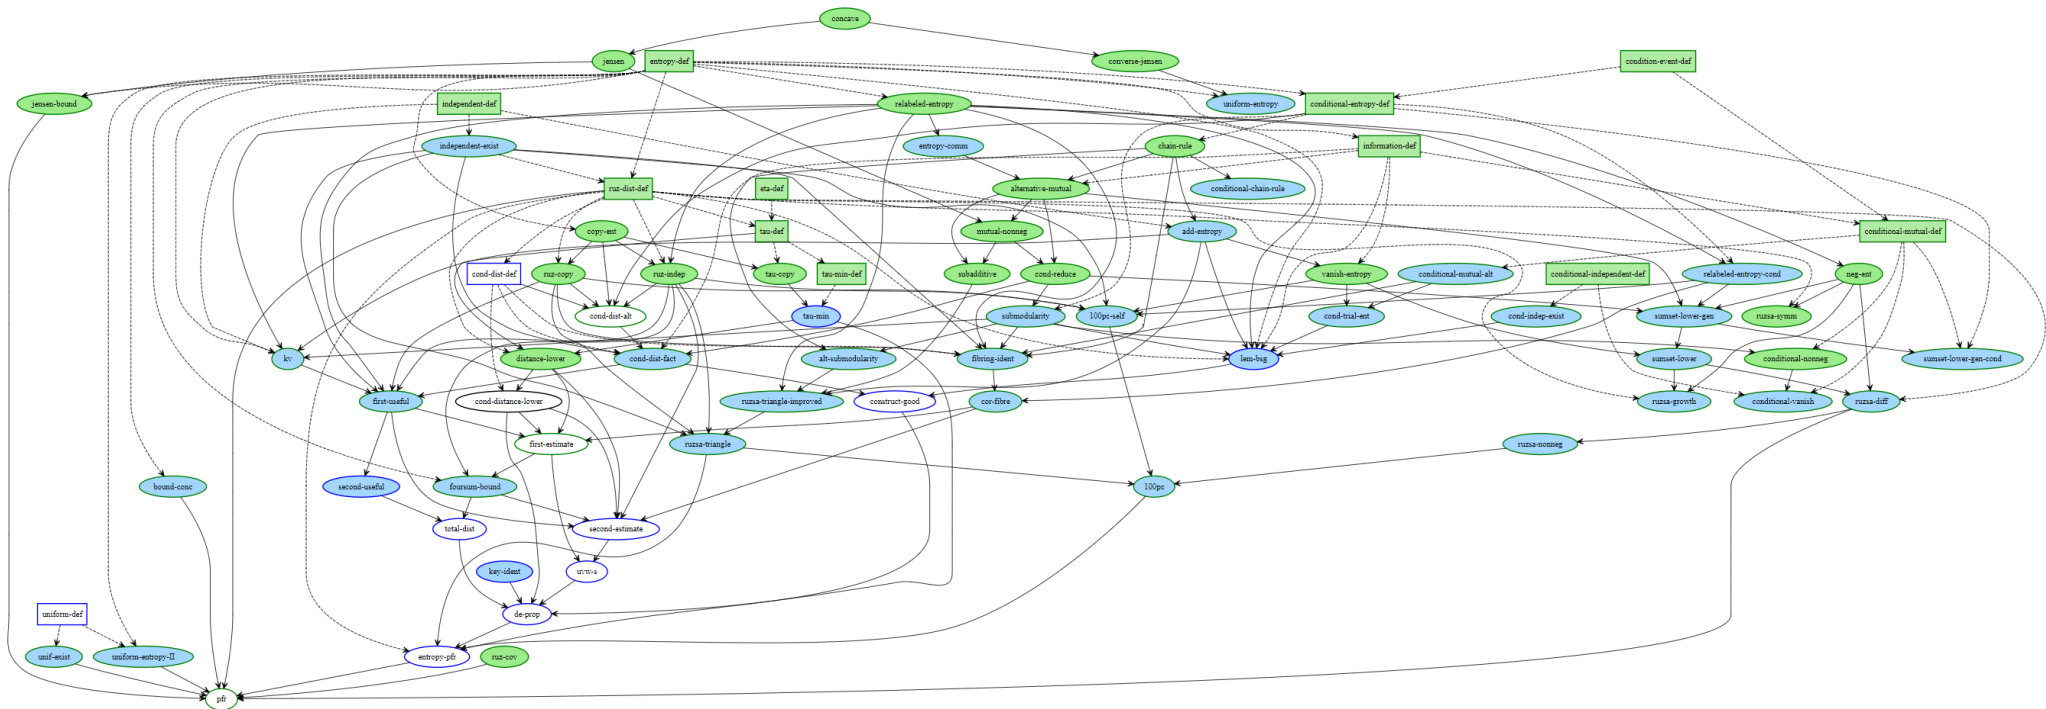 concave
jensen
entropy-def
converse-jensen
condition-event-def
jensen-bound
independent-def
relabeled-entropy
uniform-entropy
conditional-entropy-def
independent-exist
entropy-comm
chain-rule
information-def
ruz-dist-def
eta-def
alternative-mutual
conditional-chain-rule
copy-ent
tau-def
mutual-nonneg
add-entropy
conditional-mutual-def
cond-dist-def
ruz-copy
ruz-indep
tau-copy
tau-min-def
subadditive
cond-reduce
vanish-entropy
conditional-mutual-alt
conditional-independent-def
relabeled-entropy-cond
neg-ent
cond-dist-alt
tau-min
submodularity
100pc-self
cond-trial-ent
cond-indep-exist
sumset-lower-gen
ruzsa-symm
kv
distance-lower
cond-dist-fact
alt-submodularity
fibring-ident
lem-bsg
sumset-lower
conditional-nonneg
sumset-lower-gen-cond
first-useful
cond-distance-lower
ruzsa-triangle-improved
construct-good
cor-fibre
ruzsa-growth
conditional-vanish
ruzsa-diff
first-estimate
ruzsa-triangle
ruzsa-nonneg
bound-conc
second-useful
foursum-bound
100pc
total-dist
second-estimate
key-ident
uvw-s
uniform-def
de-prop
unif-exist
uniform-entropy-II
entropy-pfr
ruz-cov
pfr